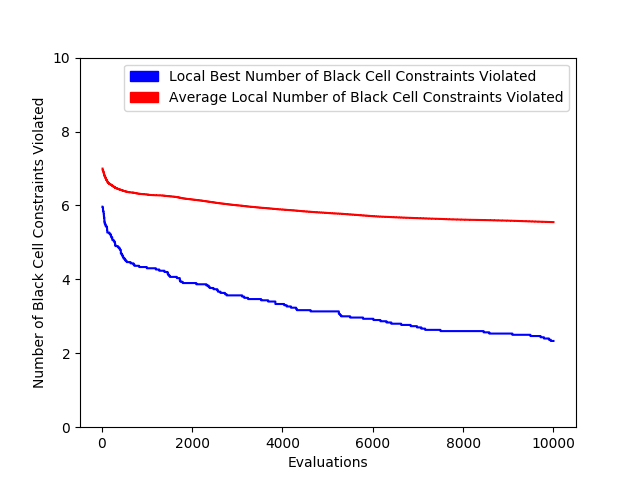 Local Best Number of Black Cell Constraints Violated
Average Local Number of Black Cell Constraints Violated
Number of Black Cell Constraints Violated
10
8
6
4
2
0
0 2000 4000 6000 8000 10000
Evaluations